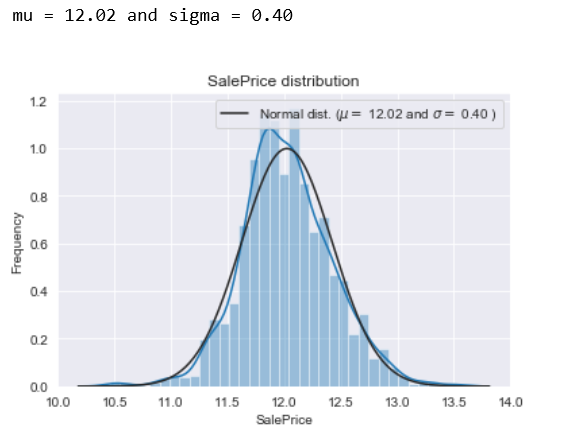 mu = 12.02 and sigma = 0.40
SalePrice distribution
Normal dist. (μ = 12.02 and σ = 0.40 )
1.2
1.0
0.8
0.6
0.4
0.2
0.0
Frequency
10.0 10.5 11.0 11.5 12.0 12.5 13.0 13.5 14.0
SalePrice